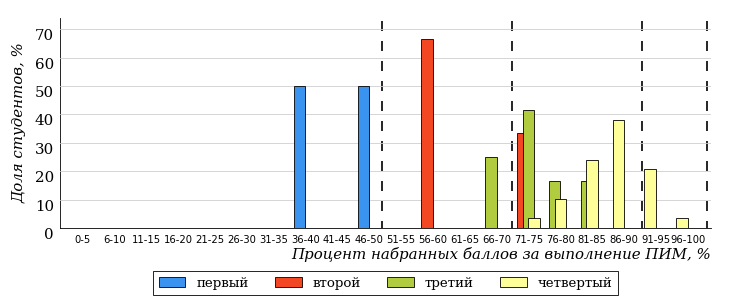 Доля студентов, %
70
60
50
40
30
20
10
0
0-5 6-10 11-15 16-20 21-25 26-30 31-35 36-40 41-45 46-50 51-55 56-60 61-65 66-70 71-75 76-80 81-85 86-90 91-95 96-100
Процент набранных баллов за выполнение ПИМ, %
первый второй третий четвертый